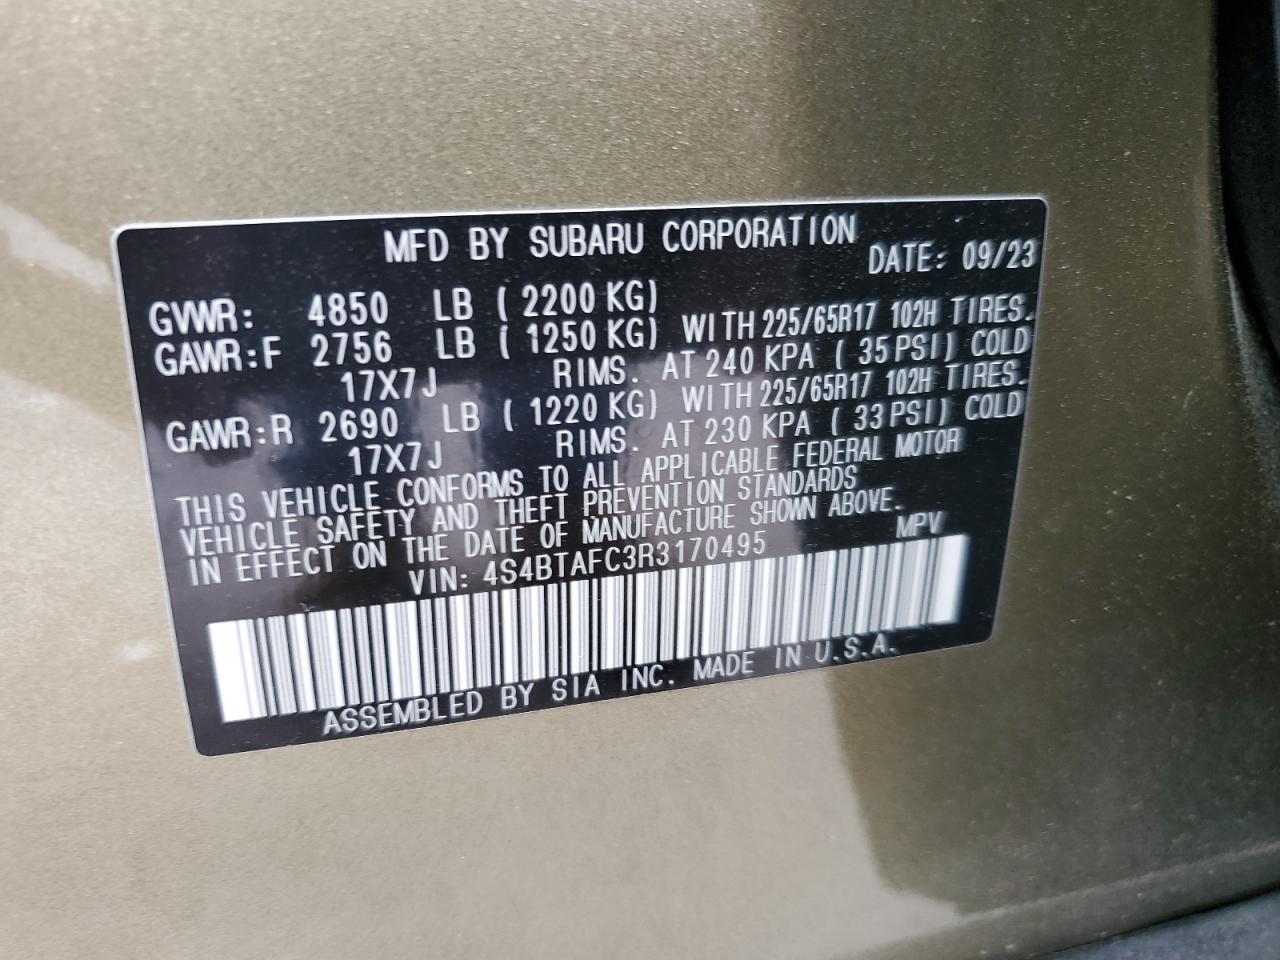 MFD BY SUBARU CORPORATION DATE: 09/23
GVWR: 4850 LB ( 2200 KG)
GAWR:F 2756 LB ( 1250 KG) WITH 225/65R17 102H TIRES.
17X7J RIMS. AT 240 KPA ( 35 PSI) COLD
GAWR:R 2690 LB ( 1220 KG) WITH 225/65R17 102H TIRES.
17X7J RIMS. AT 230 KPA ( 33 PSI) COLD
THIS VEHICLE CONFORMS TO ALL APPLICABLE FEDERAL MOTOR
VEHICLE SAFETY AND THEFT PREVENTION STANDARDS
IN EFFECT ON THE DATE OF MANUFACTURE SHOWN ABOVE.
VIN: 4S4BTAFC3R3170495 MPV
ASSEMBLED BY SIA INC. MADE IN U.S.A.